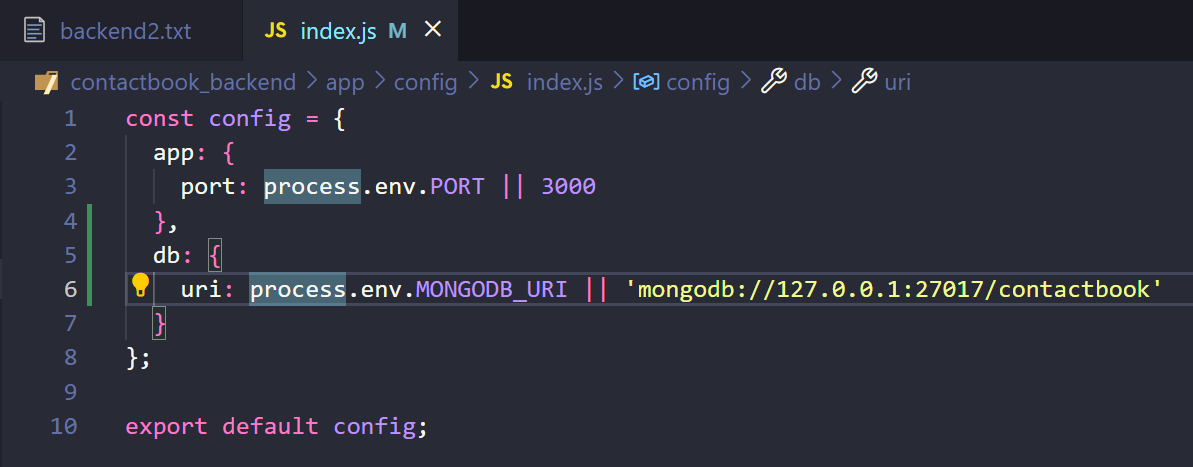 backend2.txt JS index.js M
contactbook_backend > app > config > JS index.js > config > db > uri
1 const config = {
2 app: {
3 port: process.env.PORT || 3000
4 },
5 db: {
6 uri: process.env.MONGODB_URI || 'mongodb://127.0.0.1:27017/contactbook'
7 }
8 };
9
10 export default config;